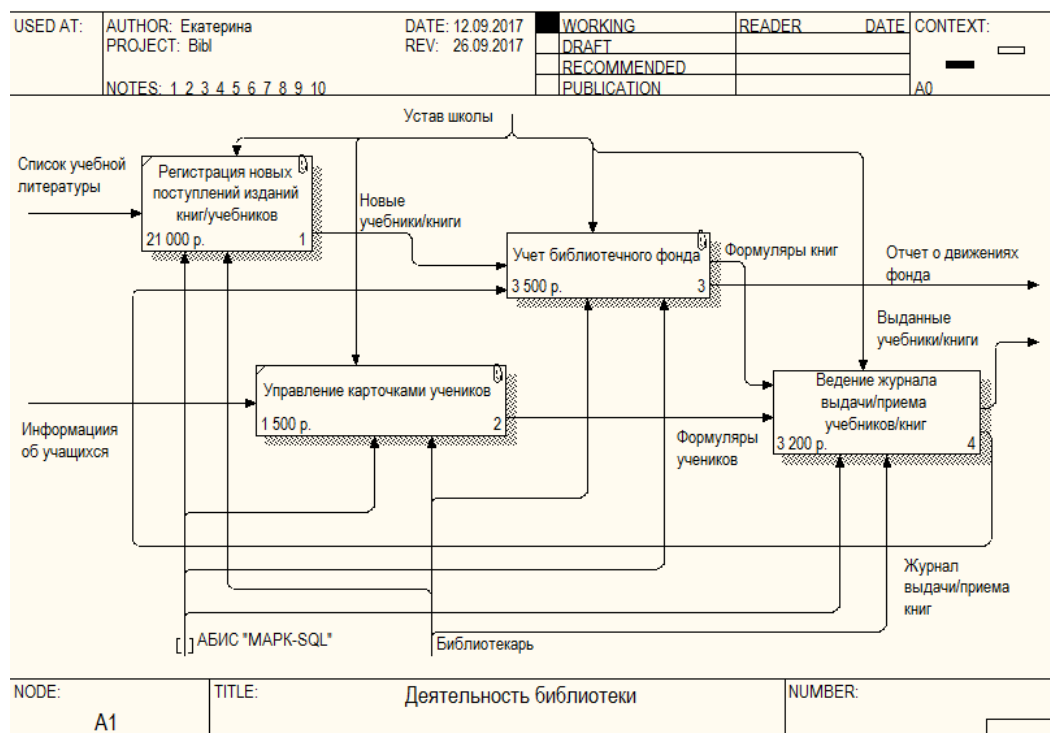 USED AT:
AUTHOR: Екатерина
DATE: 12.09.2017
PROJECT: Bibl
REV: 26.09.2017
NOTES: 1 2 3 4 5 6 7 8 9 10
WORKING
DRAFT
RECOMMENDED
PUBLICATION
READER
DATE
CONTEXT:
A0
Устав школы
Список учебной
литературы
Регистрация новых
поступлений изданий
книг/учебников
21 000 р.
1
Новые
учебники/книги
Учет библиотечного фонда
3 500 р.
3
Формуляры книг
Отчет о движениях
фонда
Выданные
учебники/книги
Управление карточками учеников
1 500 р.
2
Информациия
об учащихся
Ведение журнала
выдачи/приема
учебников/книг
3 200 р.
4
Формуляры
учеников
Журнал
выдачи/приема
книг
АБИС "МАРК-SQL"
Библиотекарь
NODE:
A1
TITLE:
Деятельность библиотеки
NUMBER: